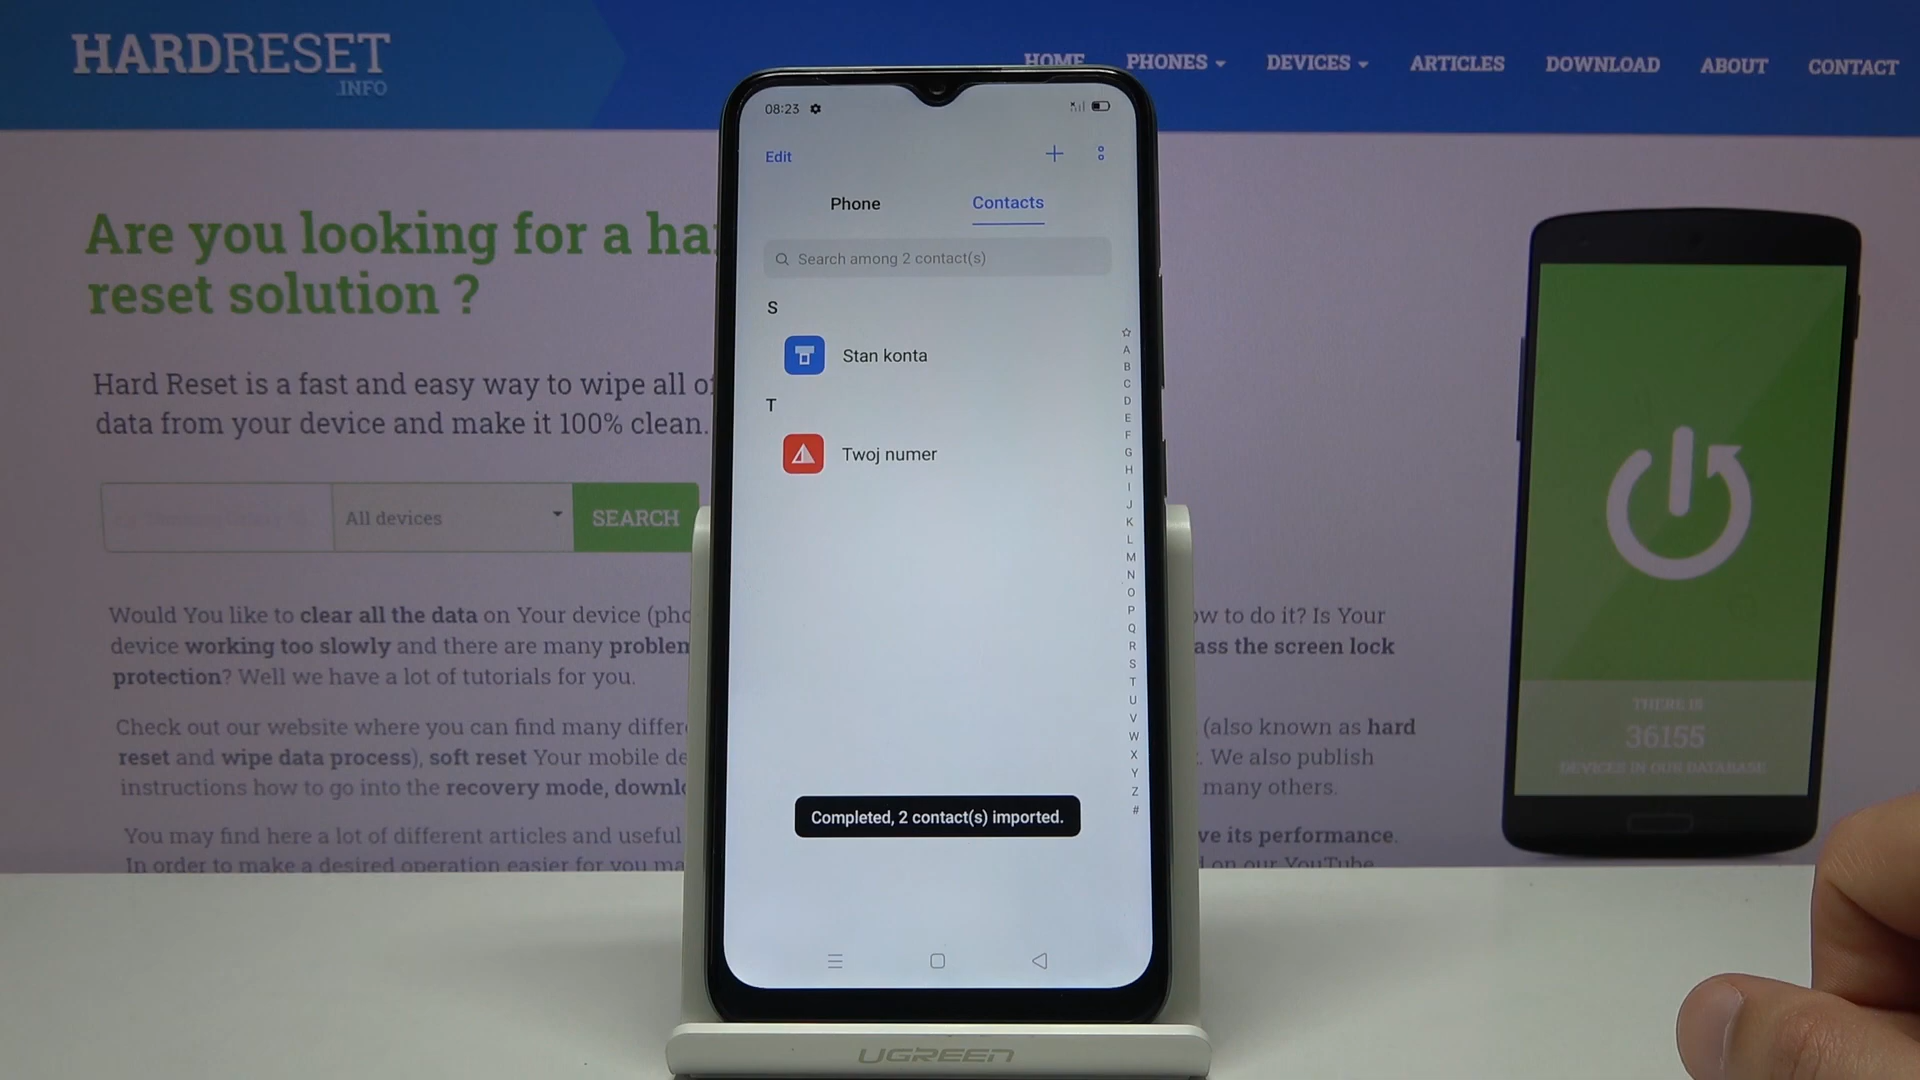 HARDRESET
.INFO
HOME PHONES DEVICES ARTICLES DOWNLOAD ABOUT CONTACT
Are you looking for a ha
reset solution ?
Hard Reset is a fast and easy way to wipe all of
data from your device and make it 100% clean.
All devices
SEARCH
Would You like to clear all the data on Your device (pho
device working too slowly and there are many problem
protection? Well we have a lot of tutorials for you.
Check out our website where you can find many differe
reset and wipe data process), soft reset Your mobile de
instructions how to go into the recovery mode, downlo
You may find here a lot of different articles and useful
In order to make a desired operation easier for you ma
ow to do it? Is Your
ass the screen lock
(also known as hard
. We also publish
many others.
ve its performance.
on our YouTube
08:23
Edit
Phone Contacts
Search among 2 contact(s)
S
Stan konta
T
Twoj numer
A
B
C
D
E
F
G
H
I
J
K
L
M
N
O
P
Q
R
S
T
U
V
W
X
Y
Z
#
Completed, 2 contact(s) imported.
THERE IS
36155
DEVICES IN OUR DATABASE
UGREEN